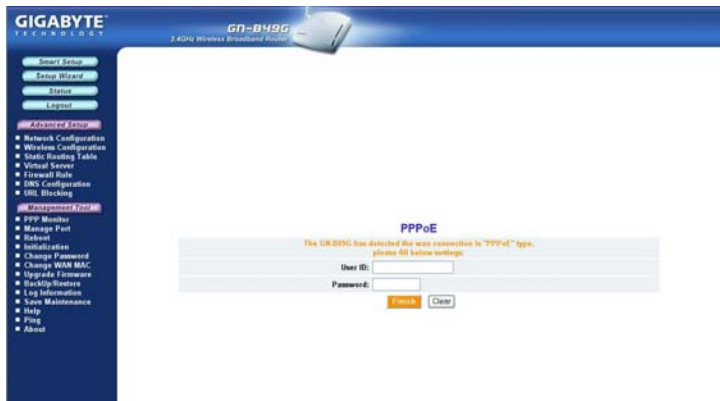 GIGABYTE
TECHNOLOGY
GN-B49G
2.4GHz Wireless Broadband Router
Smart Setup
Setup Wizard
Status
Logout
Advanced Setup
Network Configuration
Wireless Configuration
Static Routing Table
Virtual Server
Firewall Rule
DNS Configuration
URL Blocking
Management Tool
PPP Monitor
Manage Port
Reboot
Initialization
Change Password
Change WAN MAC
Upgrade Firmware
BackUp/Restore
Log Information
Save Maintenance
Help
Ping
About
PPPoE
The GN-B49G has detected the wan connection is "PPPoE" type,
please fill below settings.
User ID:
Password:
Finish
Clear